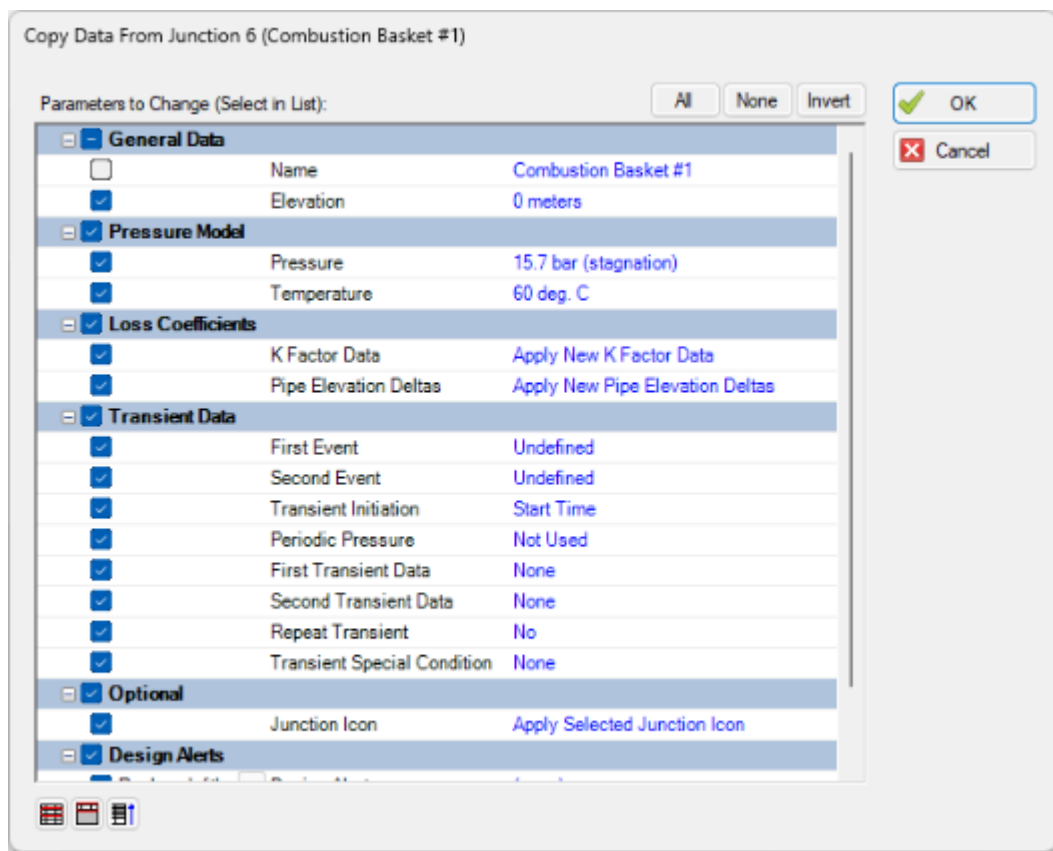 Copy Data From Junction 6 (Combustion Basket #1)
Parameters to Change (Select in List): All None Invert
OK
Cancel
General Data
Name Combustion Basket #1
Elevation 0 meters
Pressure Model
Pressure 15.7 bar (stagnation)
Temperature 60 deg. C
Loss Coefficients
K Factor Data Apply New K Factor Data
Pipe Elevation Deltas Apply New Pipe Elevation Deltas
Transient Data
First Event Undefined
Second Event Undefined
Transient Initiation Start Time
Periodic Pressure Not Used
First Transient Data None
Second Transient Data None
Repeat Transient No
Transient Special Condition None
Optional
Junction Icon Apply Selected Junction Icon
Design Alerts